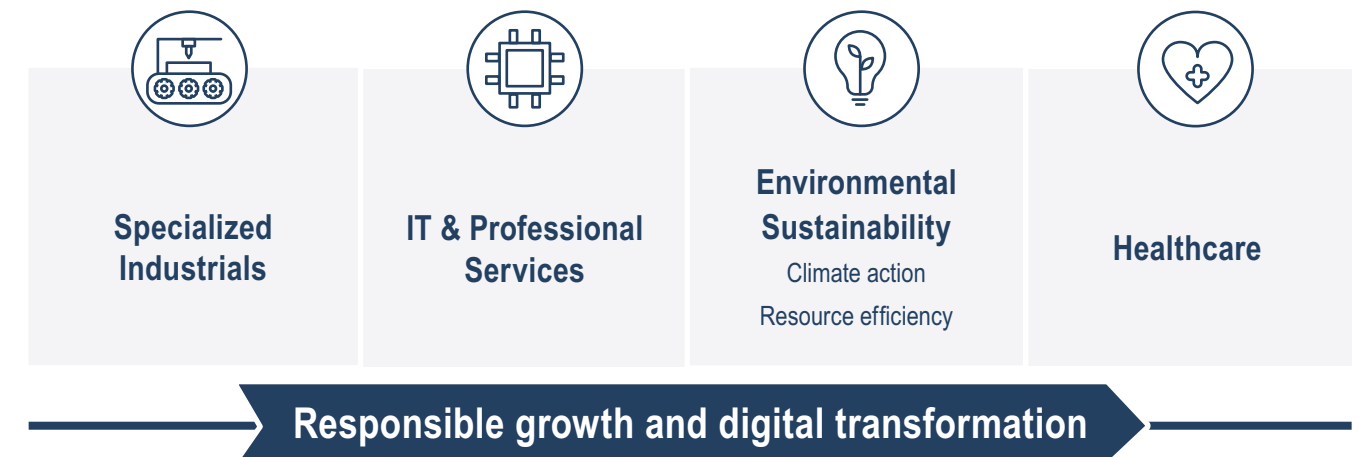 Specialized
Industrials
IT & Professional
Services
Environmental
Sustainability
Climate action
Resource efficiency
Healthcare
Responsible growth and digital transformation